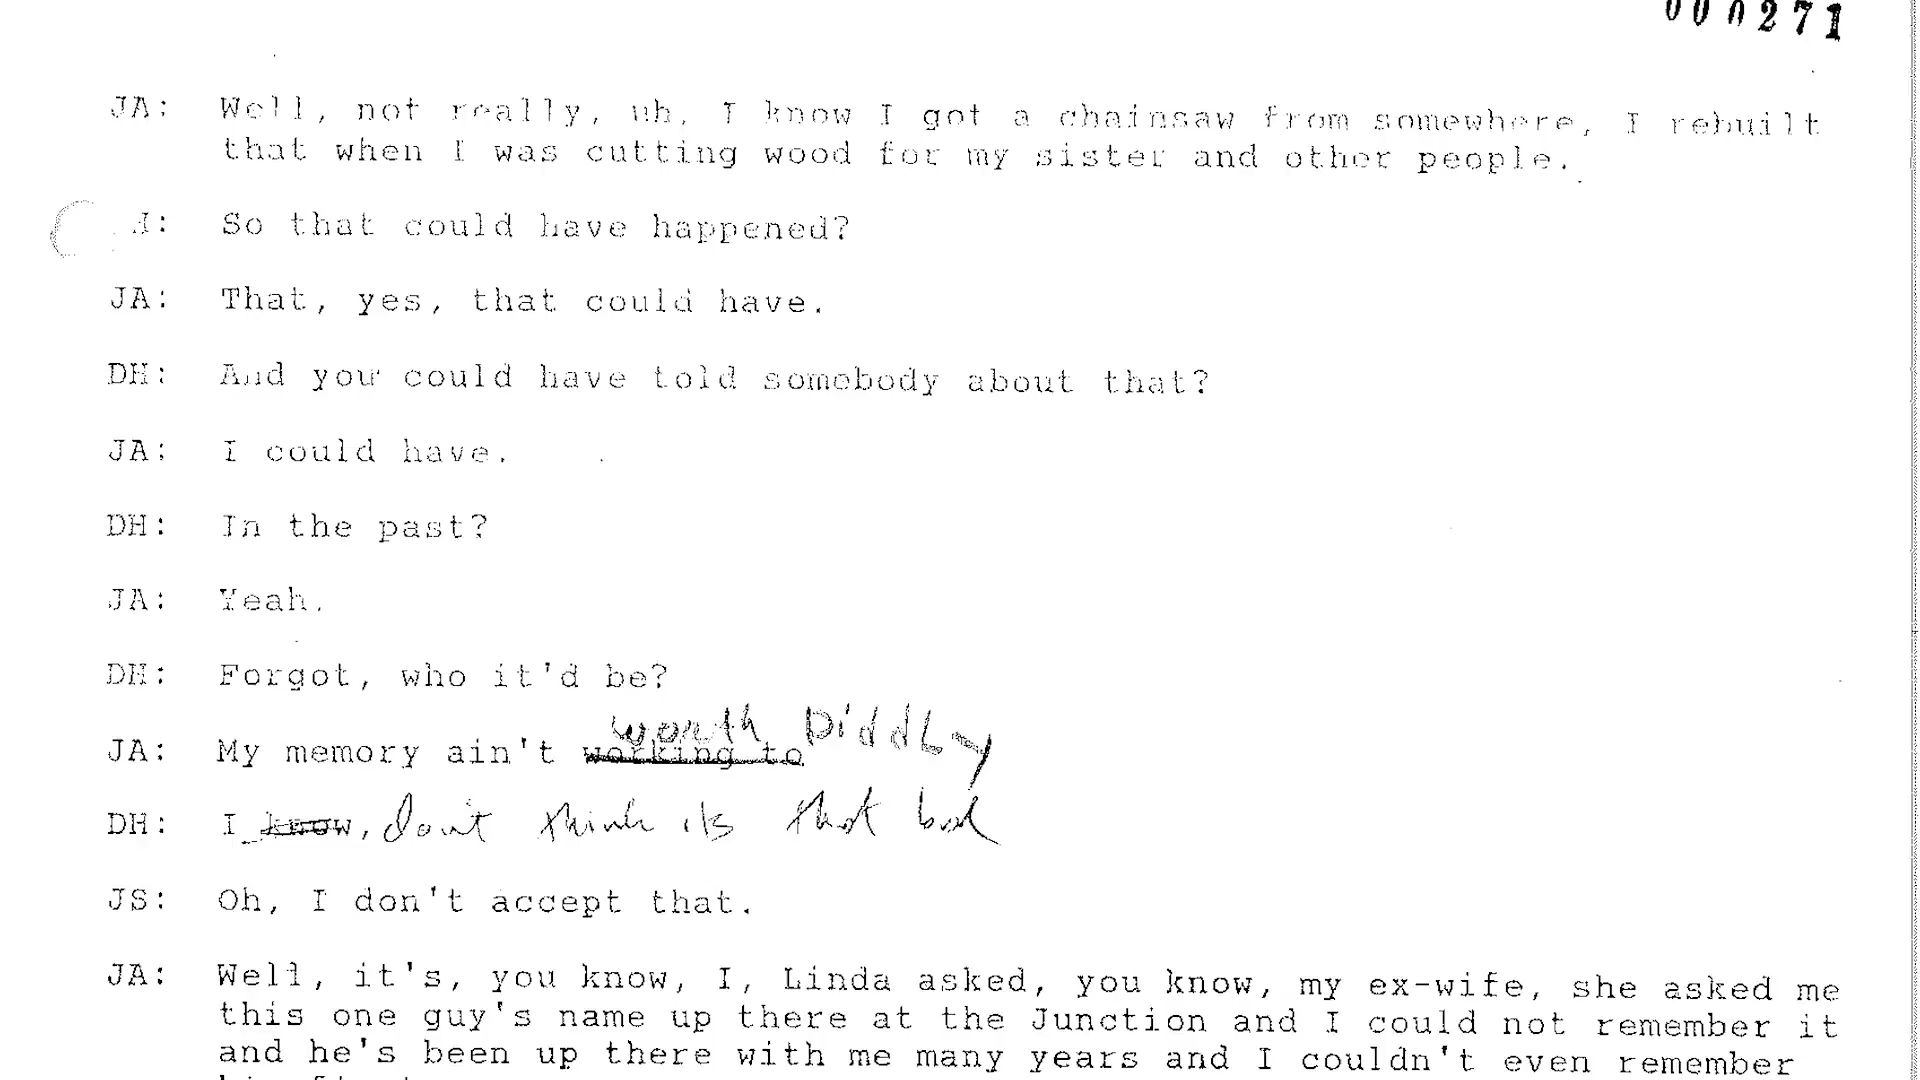 000271
JA: Well, not really, uh, I know I got a chainsaw from somewhere, I rebuilt
that when I was cutting wood for my sister and other people.
H: So that could have happened?
JA: That, yes, that could have.
DH: And you could have told somebody about that?
JA: I could have.
DH: In the past?
JA: Yeah.
DH: Forgot, who it'd be?
worth Diddly
JA: My memory ain't working to
DH: I know, don't think its that bad
JS: Oh, I don't accept that.
JA: Well, it's, you know, I, Linda asked, you know, my ex-wife, she asked me
this one guy's name up there at the Junction and I could not remember it
and he's been up there with me many years and I couldn't even remember